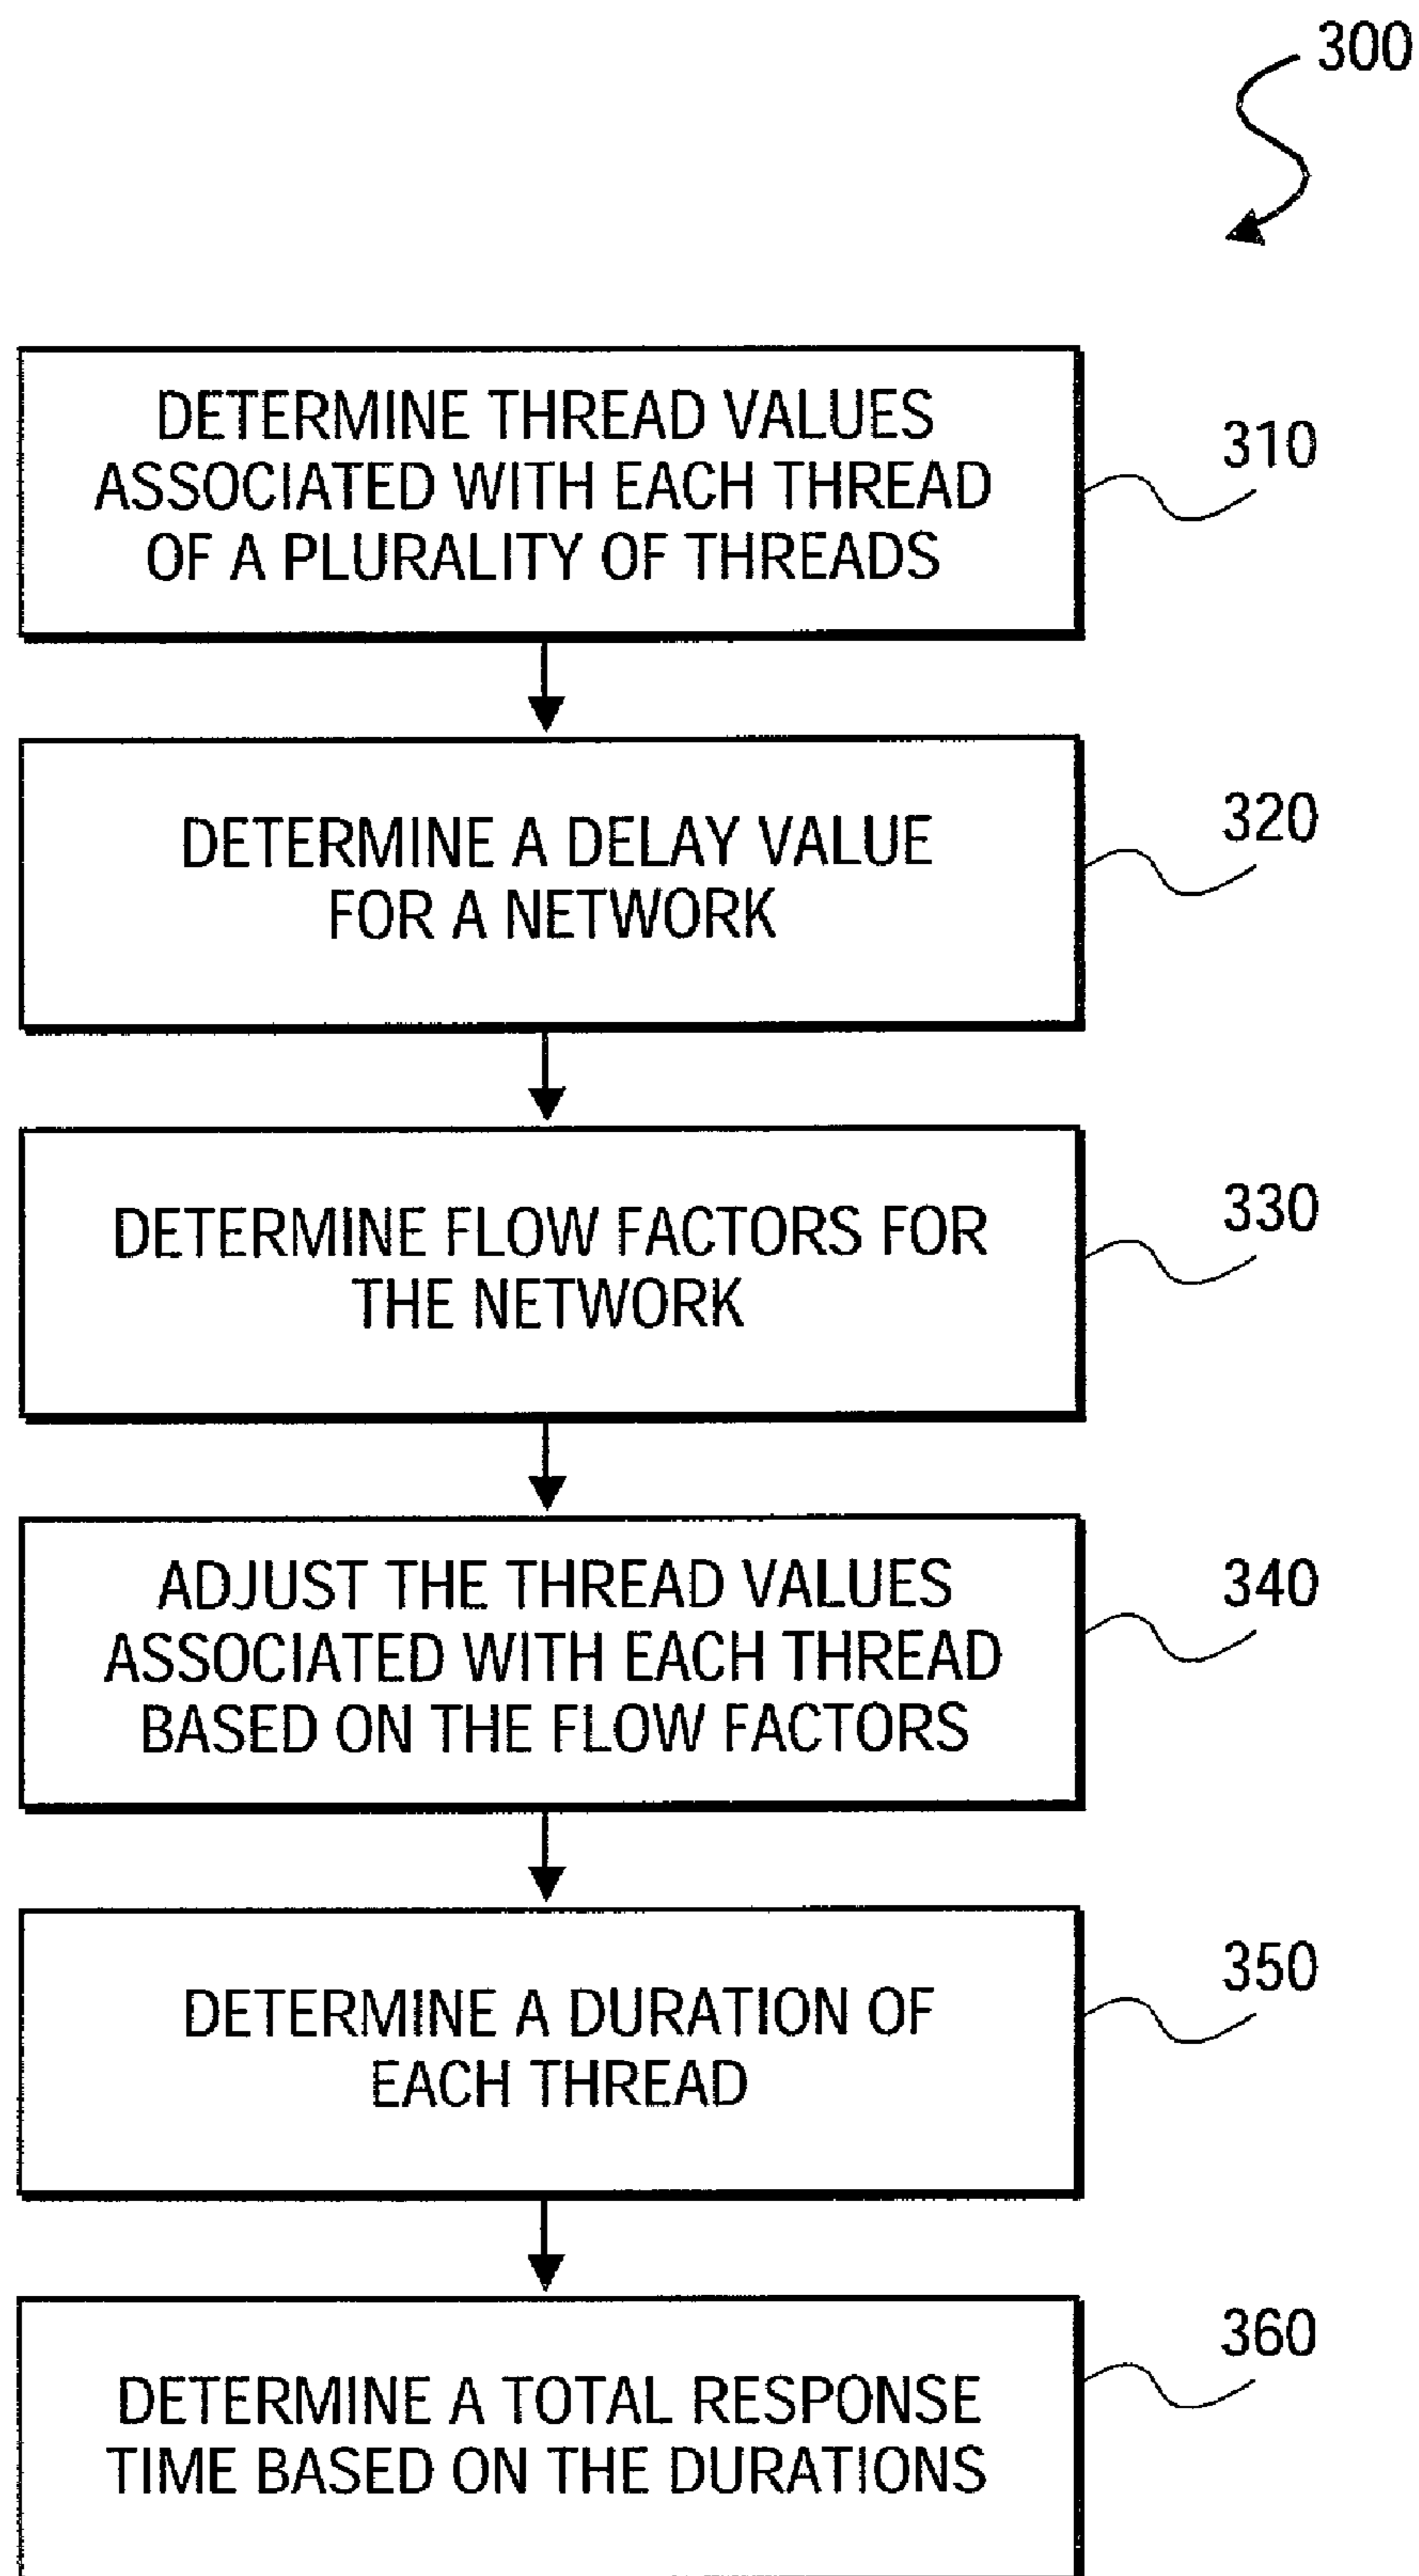 300
DETERMINE THREAD VALUES
ASSOCIATED WITH EACH THREAD
OF A PLURALITY OF THREADS
310
DETERMINE A DELAY VALUE
FOR A NETWORK
320
DETERMINE FLOW FACTORS FOR
THE NETWORK
330
ADJUST THE THREAD VALUES
ASSOCIATED WITH EACH THREAD
BASED ON THE FLOW FACTORS
340
DETERMINE A DURATION OF
EACH THREAD
350
DETERMINE A TOTAL RESPONSE
TIME BASED ON THE DURATIONS
360